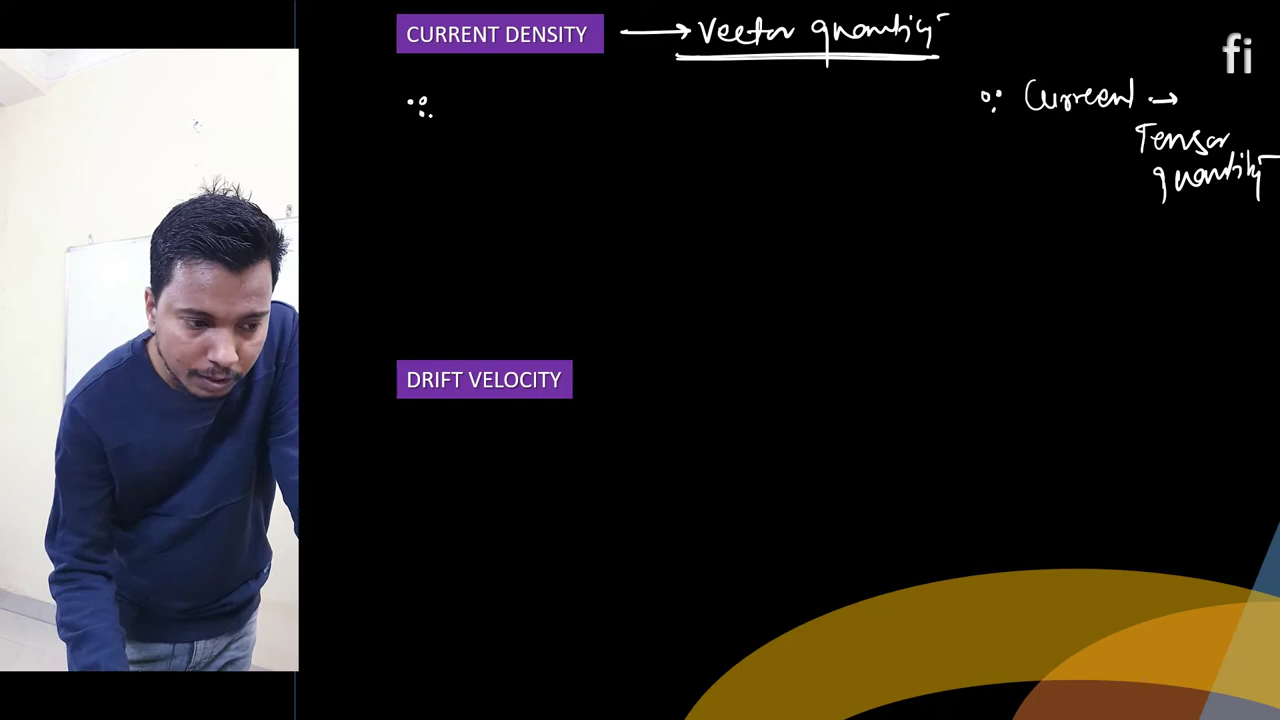 CURRENT DENSITY → Vector quantity
fi
∵ Current →
Tensor
quantity
DRIFT VELOCITY